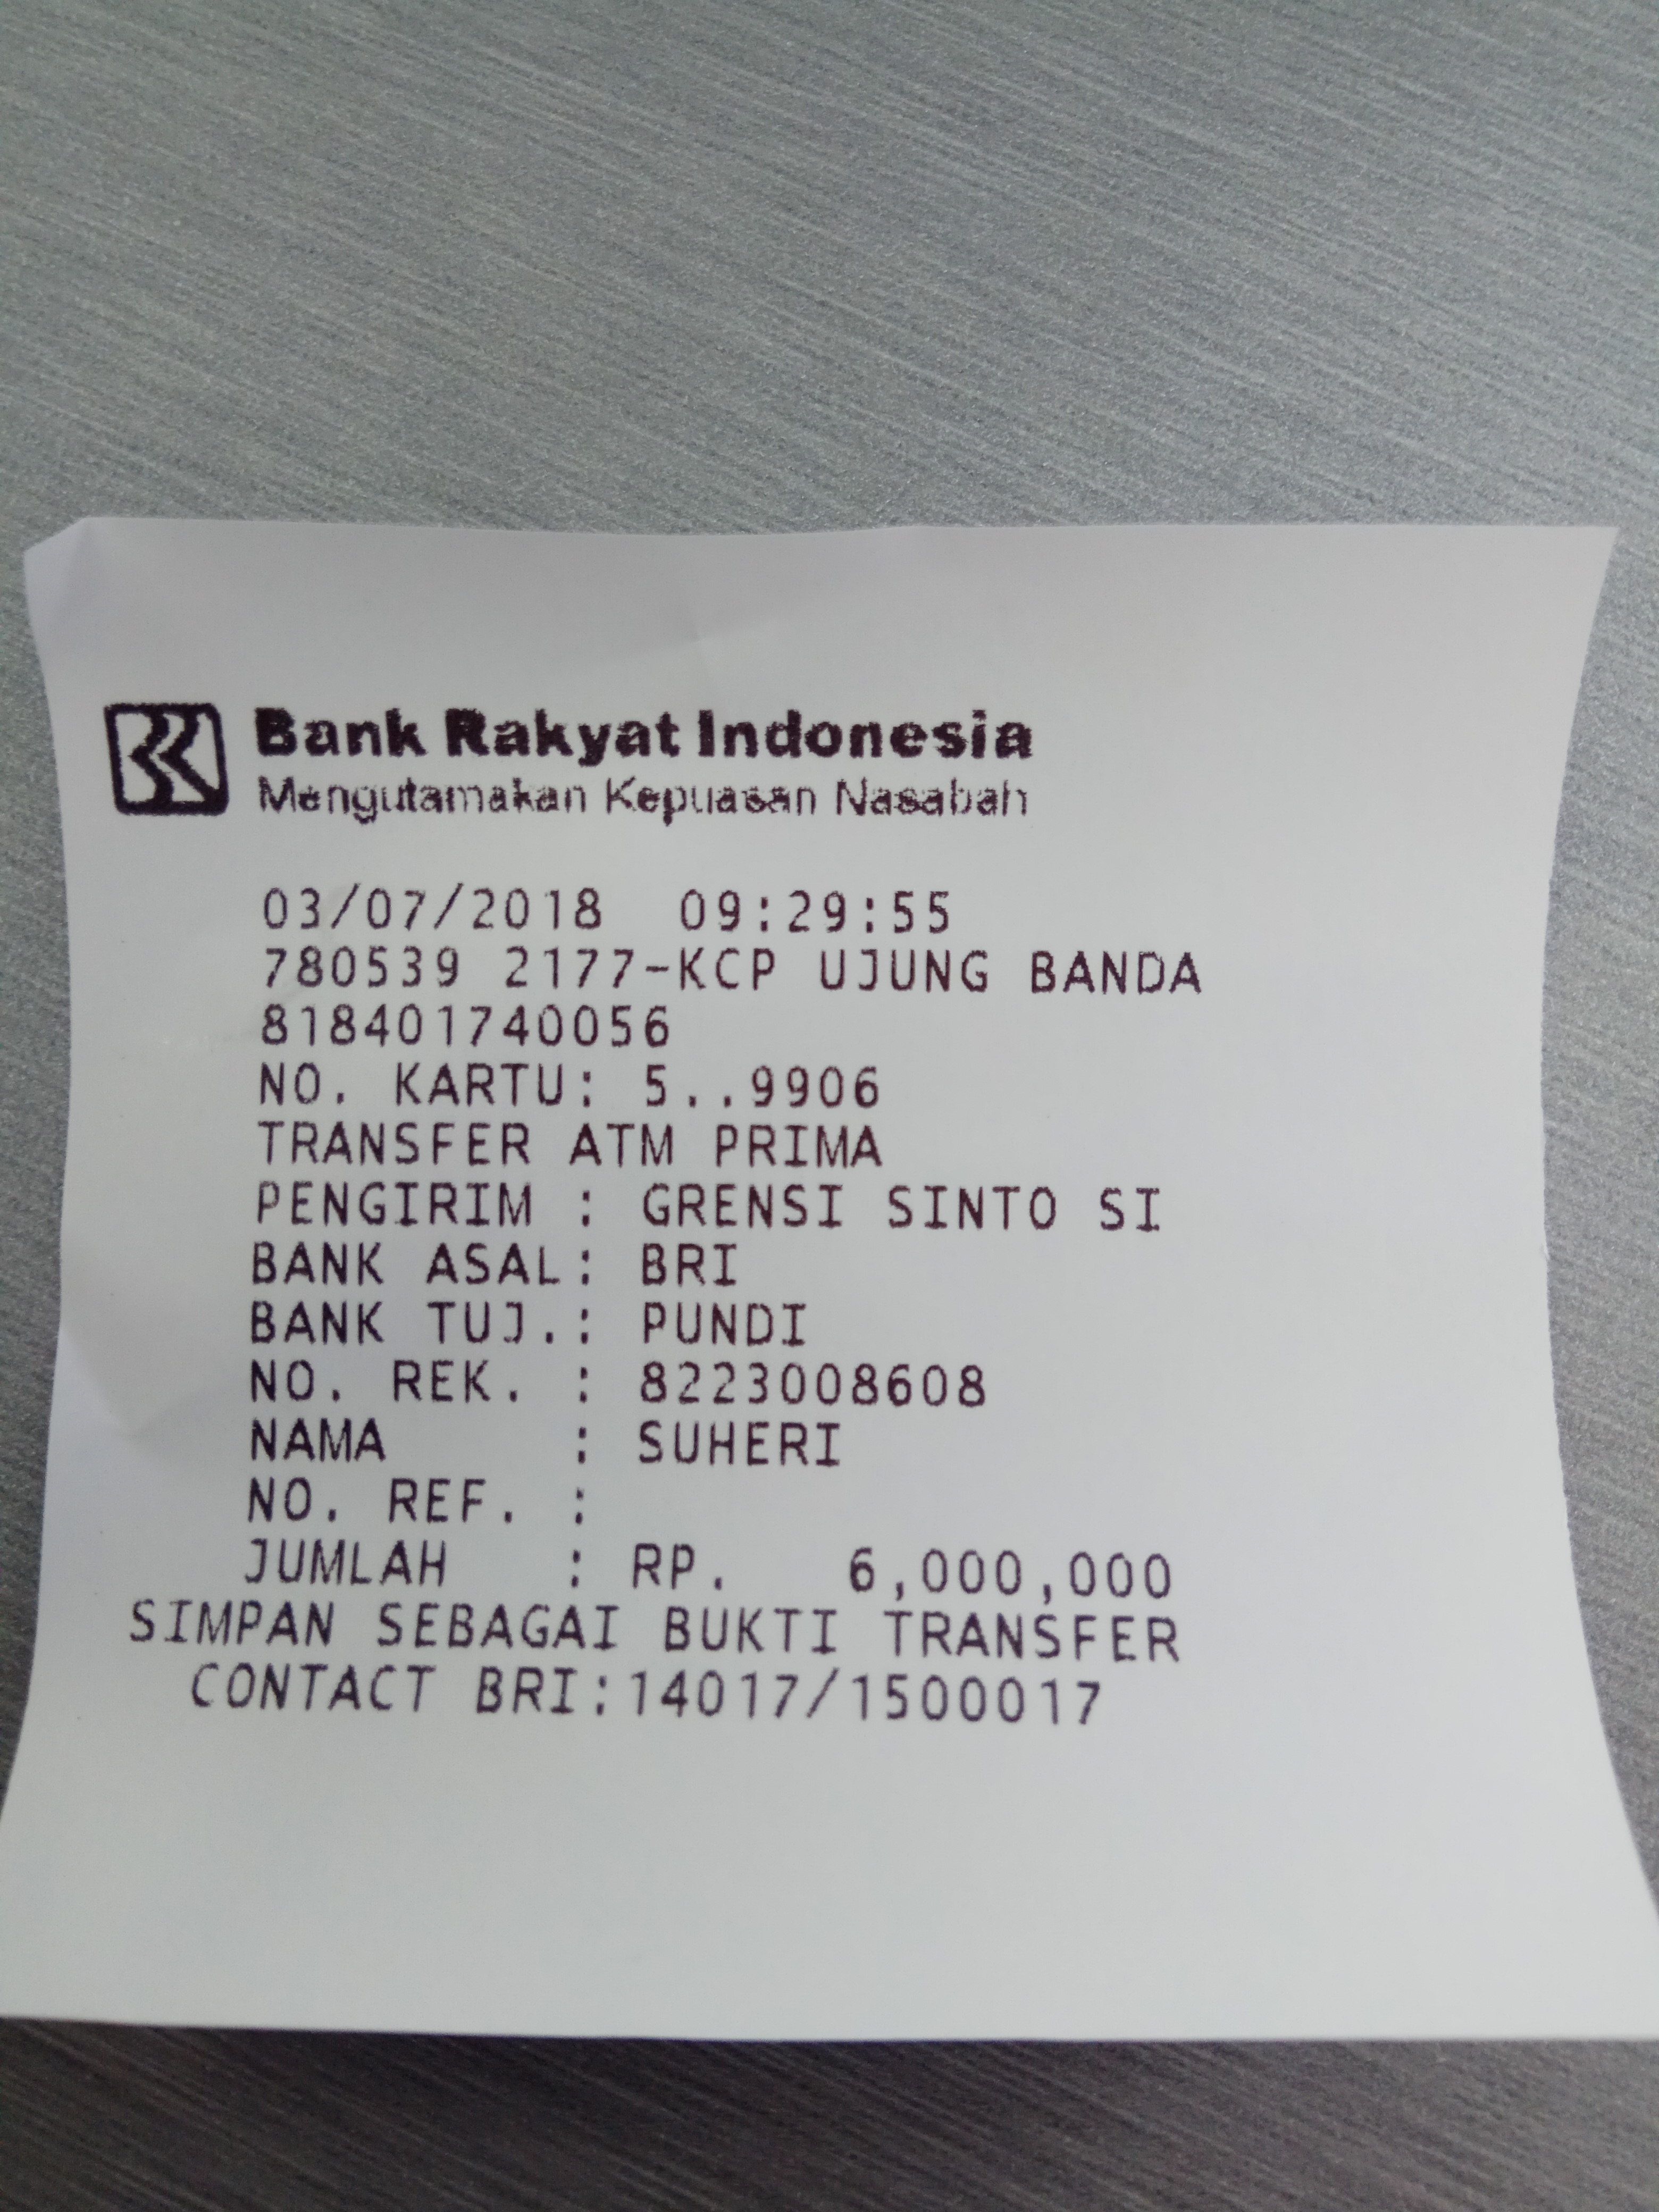 Bank Rakyat Indonesia
Mengutamakan Kepuasan Nasabah
03/07/2018 09:29:55
780539 2177-KCP UJUNG BANDA
818401740056
NO. KARTU: 5..9906
TRANSFER ATM PRIMA
PENGIRIM : GRENSI SINTO SI
BANK ASAL: BRI
BANK TUJ.: PUNDI
NO. REK. : 8223008608
NAMA : SUHERI
NO. REF. :
JUMLAH : RP. 6,000,000
SIMPAN SEBAGAI BUKTI TRANSFER
CONTACT BRI:14017/1500017